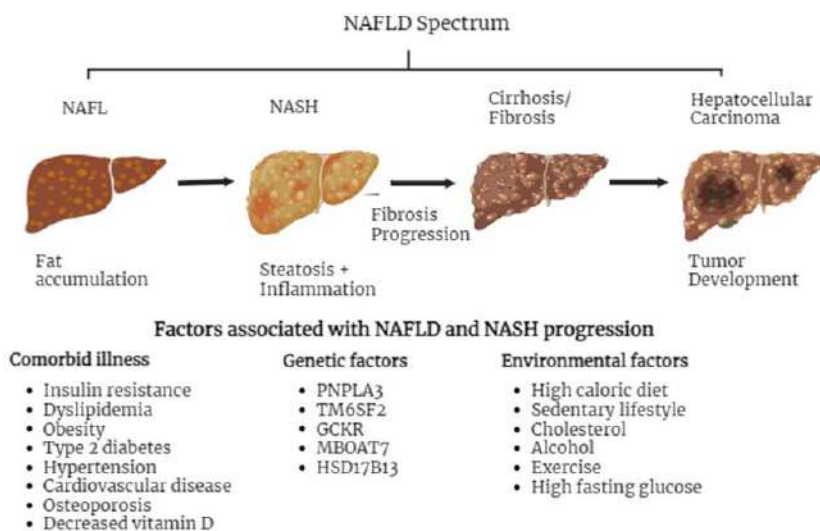 NAFLD Spectrum
NAFL
NASH
Cirrhosis/
Fibrosis
Hepatocellular
Carcinoma
Fat
accumulation
Steatosis +
Inflammation
Fibrosis
Progression
Tumor
Development
Factors associated with NAFLD and NASH progression
Comorbid illness
• Insulin resistance
• Dyslipidemia
• Obesity
• Type 2 diabetes
• Hypertension
• Cardiovascular disease
• Osteoporosis
• Decreased vitamin D
Genetic factors
• PNPLA3
• TM6SF2
• GCKR
• MBOAT7
• HSD17B13
Environmental factors
• High caloric diet
• Sedentary lifestyle
• Cholesterol
• Alcohol
• Exercise
• High fasting glucose